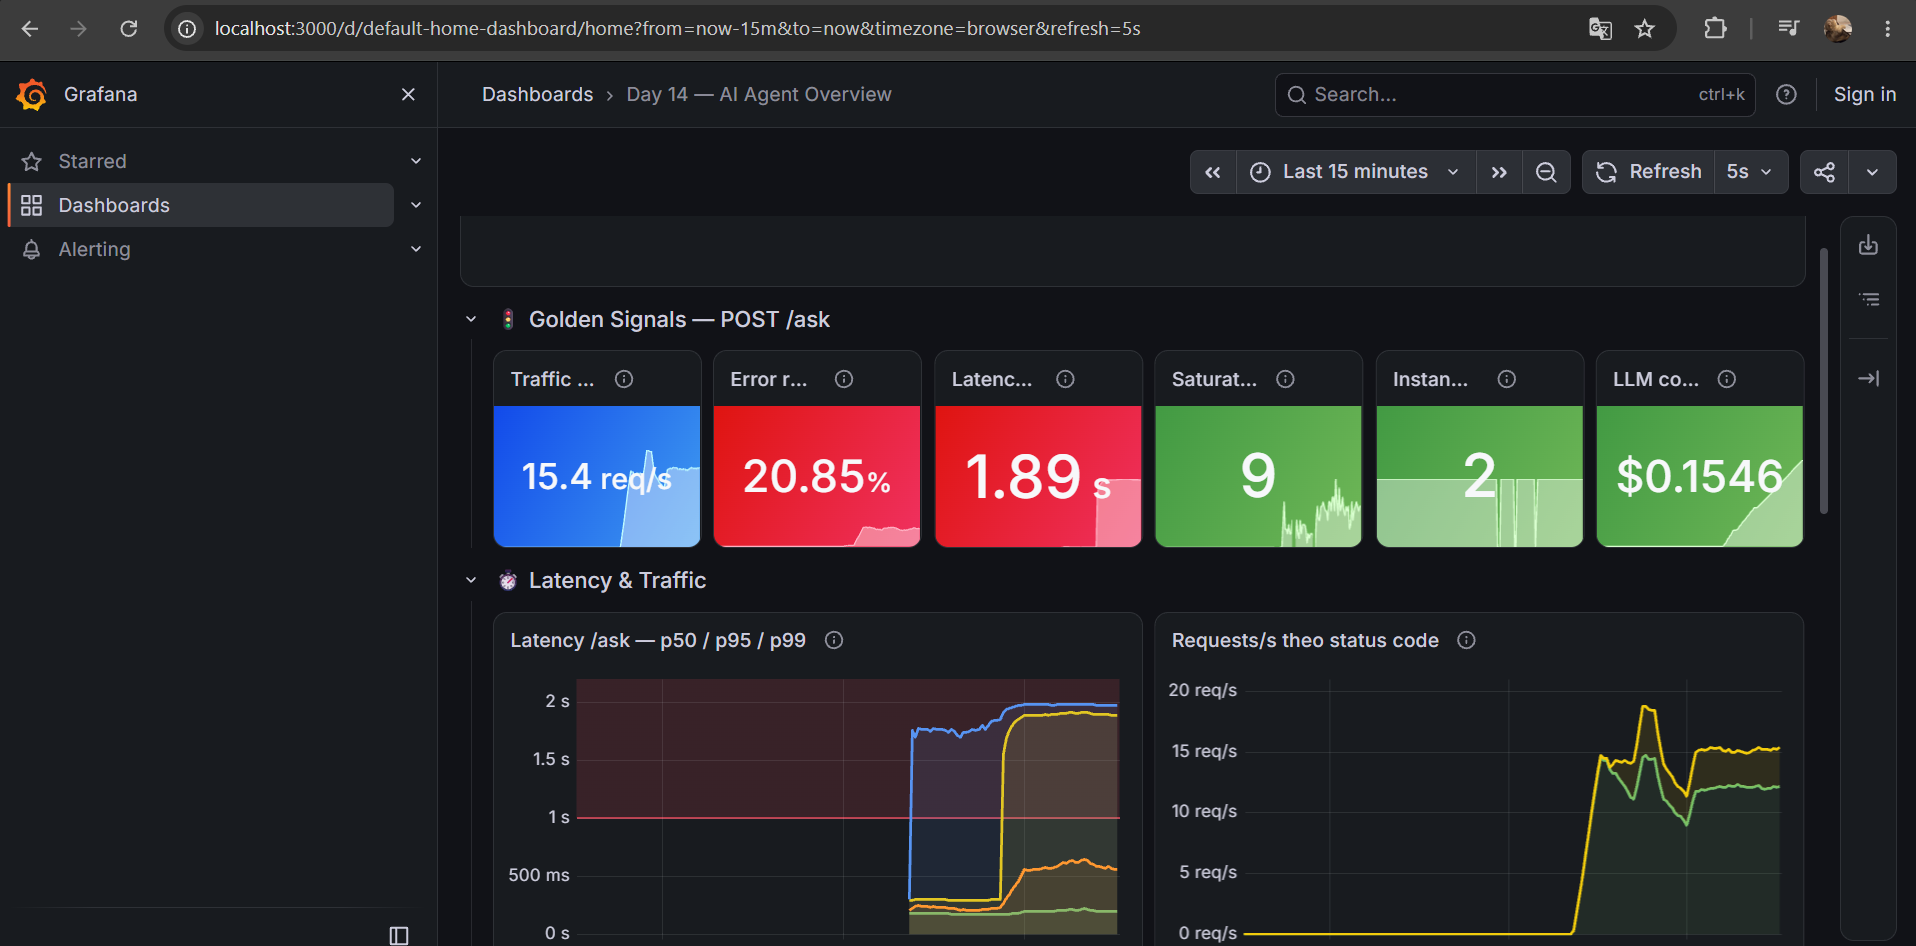 localhost:3000/d/default-home-dashboard/home?from=now-15m&to=now&timezone=browser&refresh=5s
Grafana
Dashboards › Day 14 — AI Agent Overview
Search...
ctrl+k
Sign in
Starred
Dashboards
Alerting
Last 15 minutes
Refresh
5s
Golden Signals — POST /ask
Traffic ...
Error r...
Latenc...
Saturat...
Instan...
LLM co...
15.4 req/s
20.85%
1.89 s
9
2
$0.1546
Latency & Traffic
Latency /ask — p50 / p95 / p99
2 s
1.5 s
1 s
500 ms
0 s
Requests/s theo status code
20 req/s
15 req/s
10 req/s
5 req/s
0 req/s